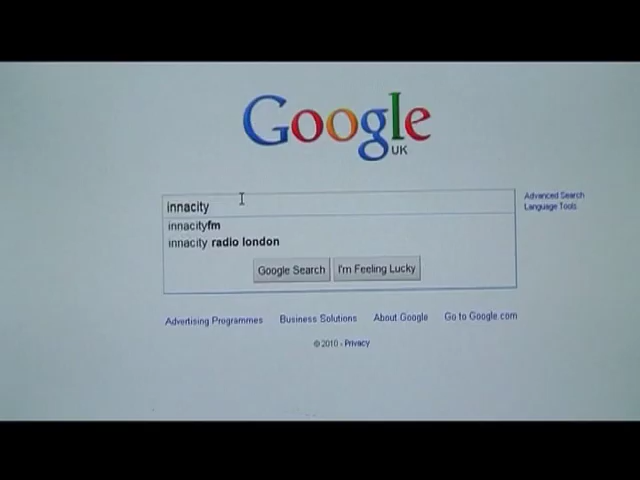 Google
UK
innacity
Advanced Search
Language Tools
innacityfm
innacity radio london
Google Search
I'm Feeling Lucky
Advertising Programmes
Business Solutions
About Google
Go to Google.com
© 2010 - Privacy